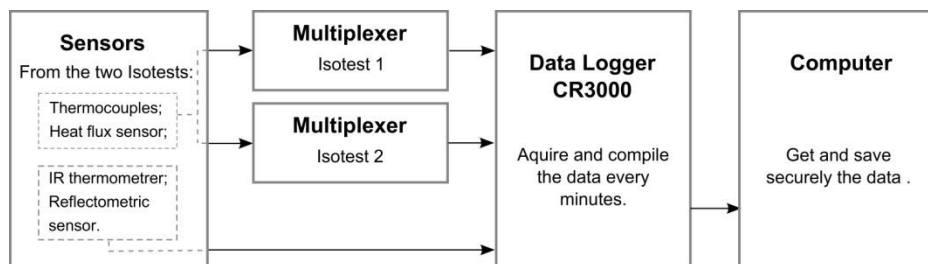 Sensors
From the two Isotests:
Thermocouples;
Heat flux sensor;
IR thermometrer;
Reflectometric
sensor.
Multiplexer
Isotest 1
Multiplexer
Isotest 2
Data Logger
CR3000
Aquire and compile
the data every
minutes.
Computer
Get and save
securely the data .